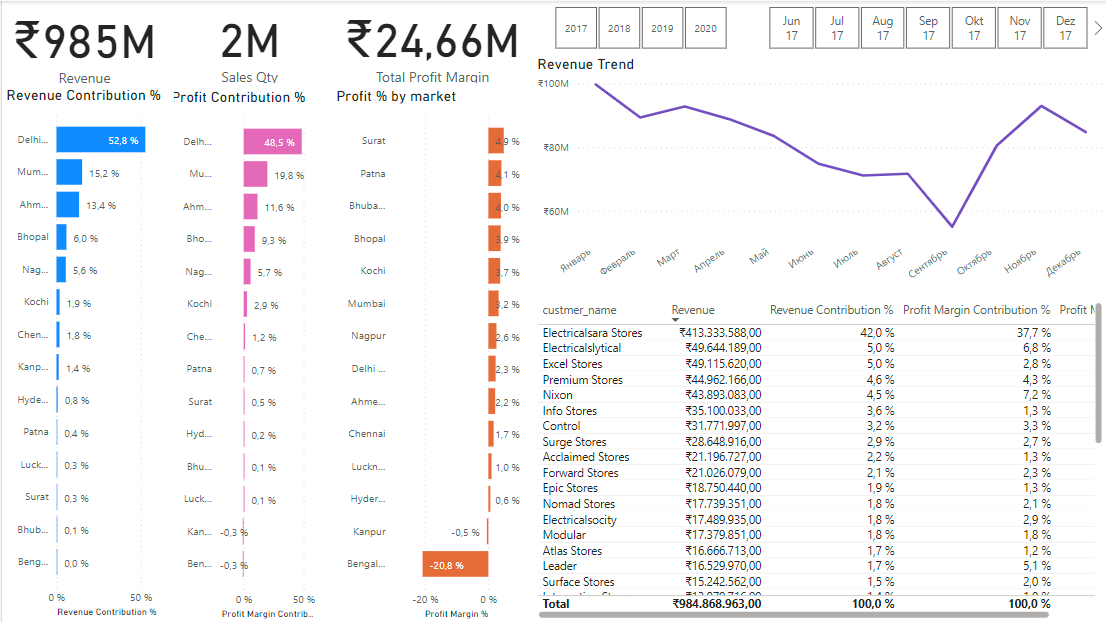 ₹985M
Revenue
2M
Sales Qty
₹24,66M
Total Profit Margin
2017
2018
2019
2020
Jun 17
Jul 17
Aug 17
Sep 17
Okt 17
Nov 17
Dez 17
Revenue Contribution %
Delhi... 52,8 %
Mum... 15,2 %
Ahm... 13,4 %
Bhopal 6,0 %
Nag... 5,6 %
Kochi 1,9 %
Chen... 1,8 %
Kanp... 1,4 %
Hyde... 0,8 %
Patna 0,4 %
Luck... 0,3 %
Surat 0,3 %
Bhub... 0,1 %
Beng... 0,0 %
0 % 50 %
Revenue Contribution %
Profit Contribution %
Delh... 48,5 %
Mu... 19,8 %
Ahm... 11,6 %
Bho... 9,3 %
Nag... 5,7 %
Kochi 2,9 %
Che... 1,2 %
Patna 0,7 %
Surat 0,5 %
Hyd... 0,2 %
Bhu... 0,1 %
Luck... 0,1 %
Kan... -0,3 %
Ben... -0,3 %
0 % 50 %
Profit Margin Contrib...
Profit % by market
Surat 4,9 %
Patna 4,1 %
Bhuba... 4,0 %
Bhopal 3,9 %
Kochi 3,7 %
Mumbai 3,2 %
Nagpur 2,6 %
Delhi ... 2,3 %
Ahme... 2,2 %
Chennai 1,7 %
Luckn... 1,0 %
Hyder... 0,6 %
Kanpur -0,5 %
Bengal... -20,8 %
-20 % 0 %
Profit Margin %
Revenue Trend
₹100M
₹80M
₹60M
Январь
Февраль
Март
Апрель
Май
Июнь
Июль
Август
Сентябрь
Октябрь
Ноябрь
Декабрь
custmer_name Revenue Revenue Contribution % Profit Margin Contribution % Profit
Electricalsara Stores ₹413.333.588,00 42,0 % 37,7 %
Electricalslytical ₹49.644.189,00 5,0 % 6,8 %
Excel Stores ₹49.115.620,00 5,0 % 2,8 %
Premium Stores ₹44.962.166,00 4,6 % 4,3 %
Nixon ₹43.893.083,00 4,5 % 7,2 %
Info Stores ₹35.100.033,00 3,6 % 1,3 %
Control ₹31.771.997,00 3,2 % 3,3 %
Surge Stores ₹28.648.916,00 2,9 % 2,7 %
Acclaimed Stores ₹21.196.727,00 2,2 % 1,3 %
Forward Stores ₹21.026.079,00 2,1 % 2,3 %
Epic Stores ₹18.750.440,00 1,9 % 1,3 %
Nomad Stores ₹17.739.351,00 1,8 % 2,1 %
Electricalsocity ₹17.489.935,00 1,8 % 2,9 %
Modular ₹17.379.851,00 1,8 % 1,8 %
Atlas Stores ₹16.666.713,00 1,7 % 1,2 %
Leader ₹16.529.970,00 1,7 % 5,1 %
Surface Stores ₹15.242.562,00 1,5 % 2,0 %
Total ₹984.868.963,00 100,0 % 100,0 %